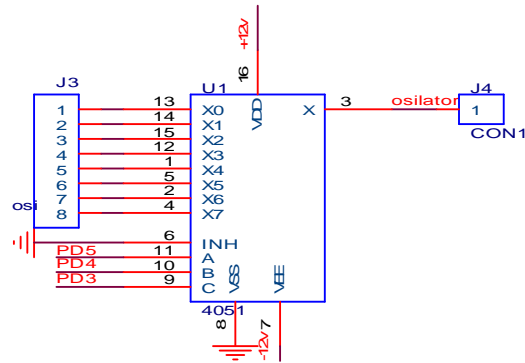 +12v
J3
16
U1
J4
1 13 X0 VDD X 3 osilator 1
2 14 X1
CON1
3 15 X2
4 12 X3
5 1 X4
6 5 X5
7 2 X6
osi
8 4 X7
6 INH
PD5 11 A
PD4 10 B
PD3 9 C
VSS VEE
4051
8 -12v 7